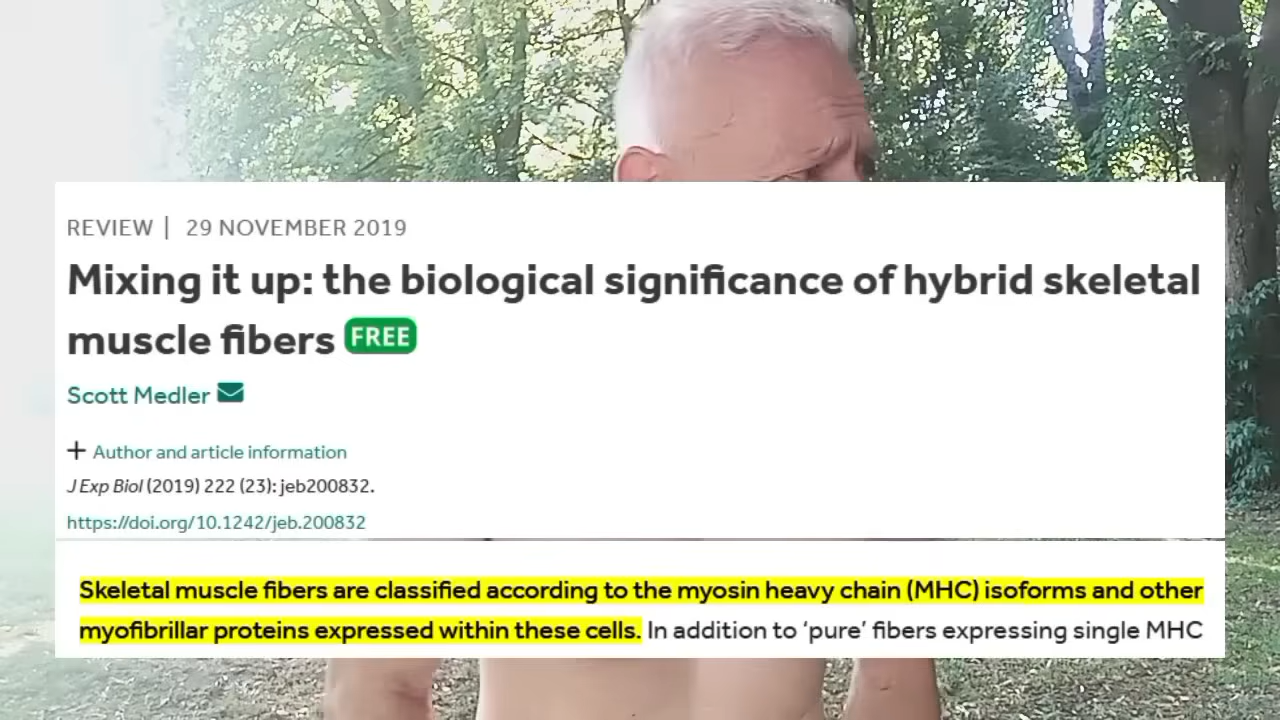 REVIEW | 29 NOVEMBER 2019
Mixing it up: the biological significance of hybrid skeletal
muscle fibers FREE
Scott Medler
+ Author and article information
J Exp Biol (2019) 222 (23): jeb200832.
https://doi.org/10.1242/jeb.200832
Skeletal muscle fibers are classified according to the myosin heavy chain (MHC) isoforms and other
myofibrillar proteins expressed within these cells. In addition to ‘pure’ fibers expressing single MHC